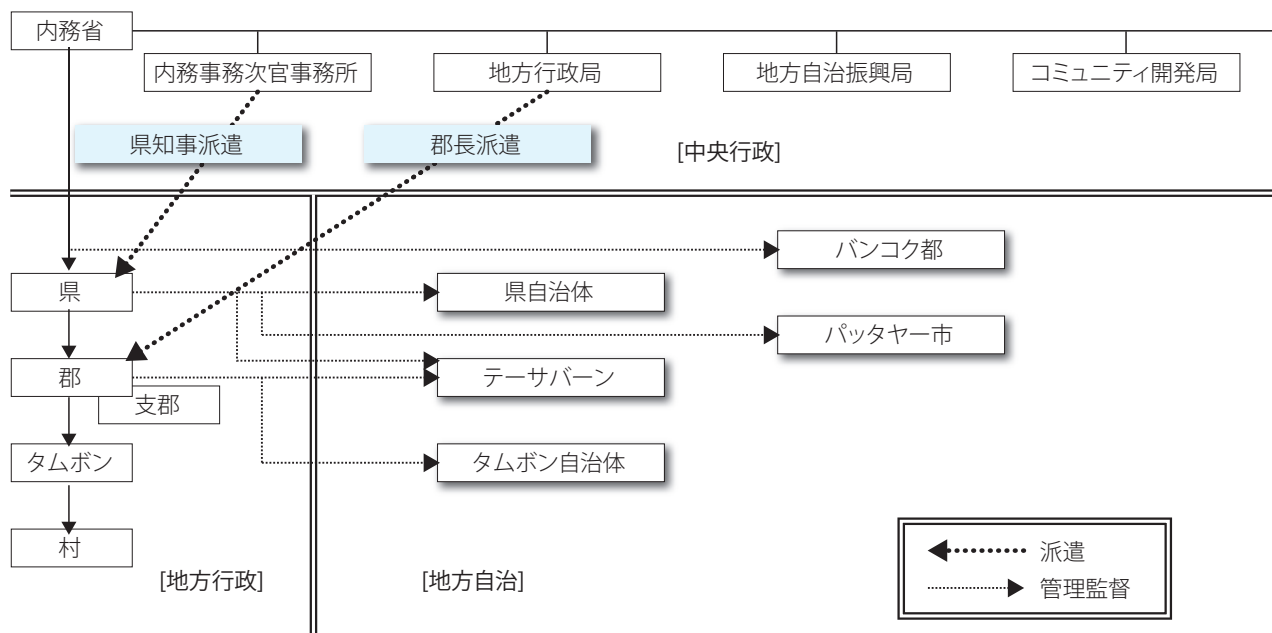 内務省
内務事務次官事務所
地方行政局
地方自治振興局
コミュニティ開発局
県知事派遣
郡長派遣
[中央行政]
バンコク都
県
県自治体
パッタヤー市
郡
テーサバーン
支郡
タムボン
タムボン自治体
村
[地方行政]
[地方自治]
派遣
管理監督